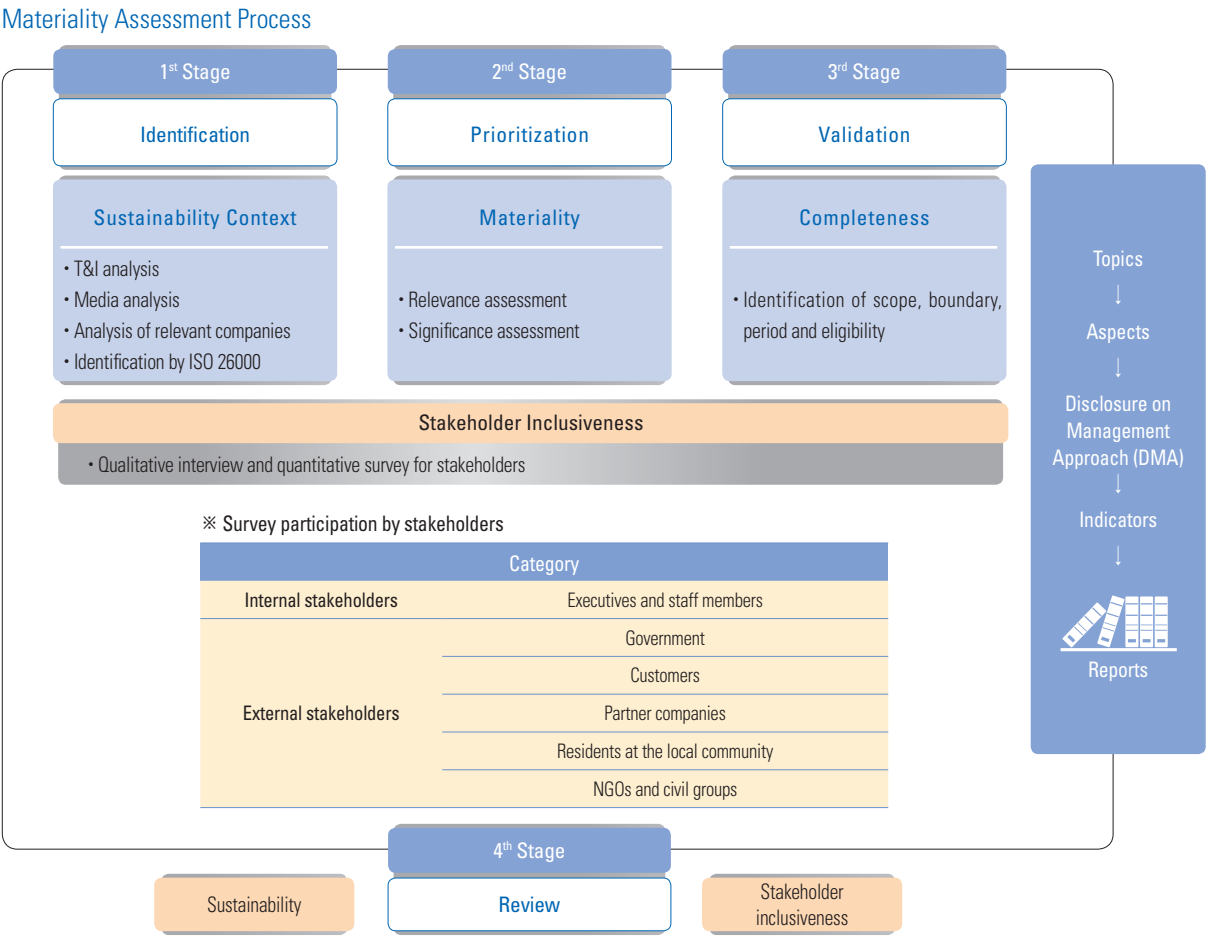 Materiality Assessment Process
1st Stage
Identification
Sustainability Context
• T&I analysis
• Media analysis
• Analysis of relevant companies
• Identification by ISO 26000
2nd Stage
Prioritization
Materiality
• Relevance assessment
• Significance assessment
3rd Stage
Validation
Completeness
• Identification of scope, boundary,
period and eligibility
Stakeholder Inclusiveness
• Qualitative interview and quantitative survey for stakeholders
※ Survey participation by stakeholders
Category
Internal stakeholders
Executives and staff members
External stakeholders
Government
Customers
Partner companies
Residents at the local community
NGOs and civil groups
Topics
↓
Aspects
↓
Disclosure on
Management
Approach (DMA)
↓
Indicators
↓
Reports
4th Stage
Sustainability
Review
Stakeholder
inclusiveness